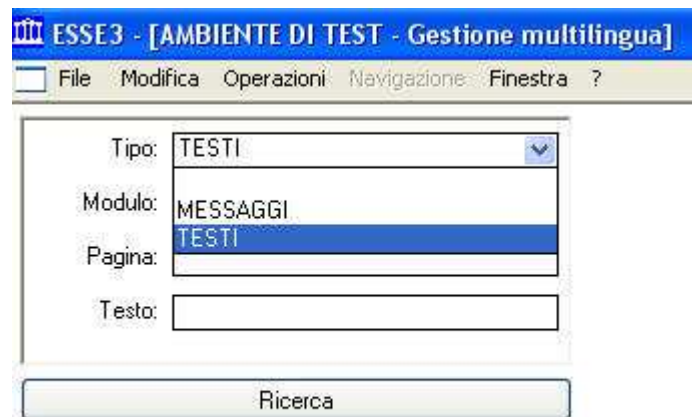 ESSE3 - [AMBIENTE DI TEST - Gestione multilingua]
File Modifica Operazioni Navigazione Finestra ?
Tipo: TESTI
Modulo:
MESSAGGI
TESTI
Pagina:
Testo:
Ricerca